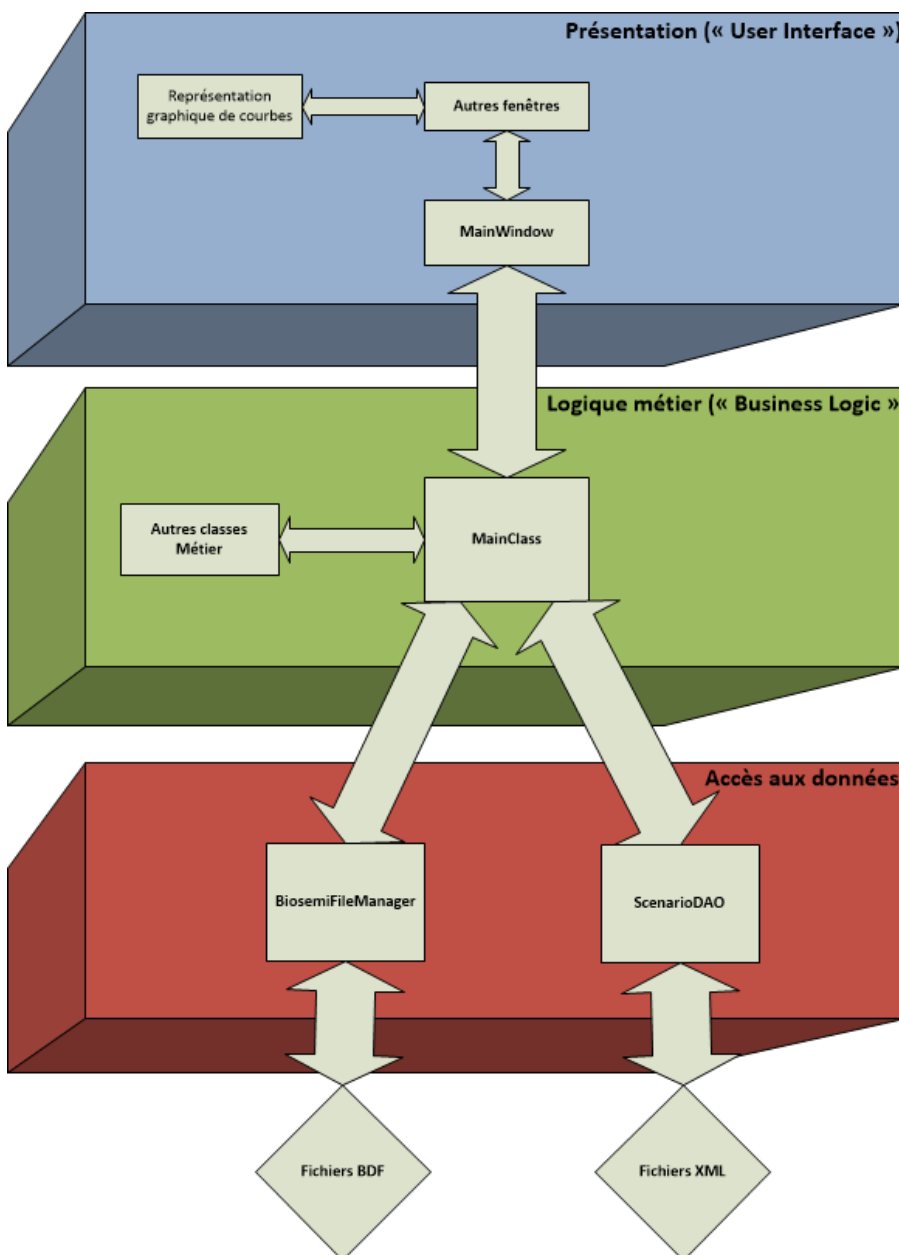 Présentation (« User Interface »)
Représentation
graphique de courbes
Autres fenêtres
MainWindow
Logique métier (« Business Logic »
Autres classes
Métier
MainClass
Accès aux données
BiosemiFileManager
ScenarioDAO
Fichiers BDF
Fichiers XML